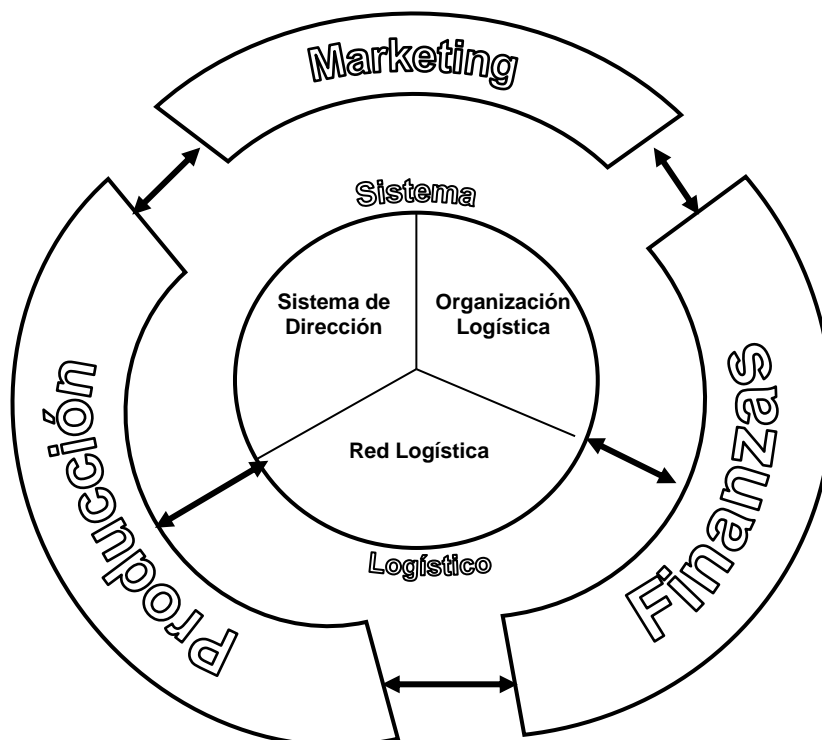 Marketing
Sistema
Sistema de
Dirección
Organización
Logística
Producción
Finanzas
Red Logística
Logístico